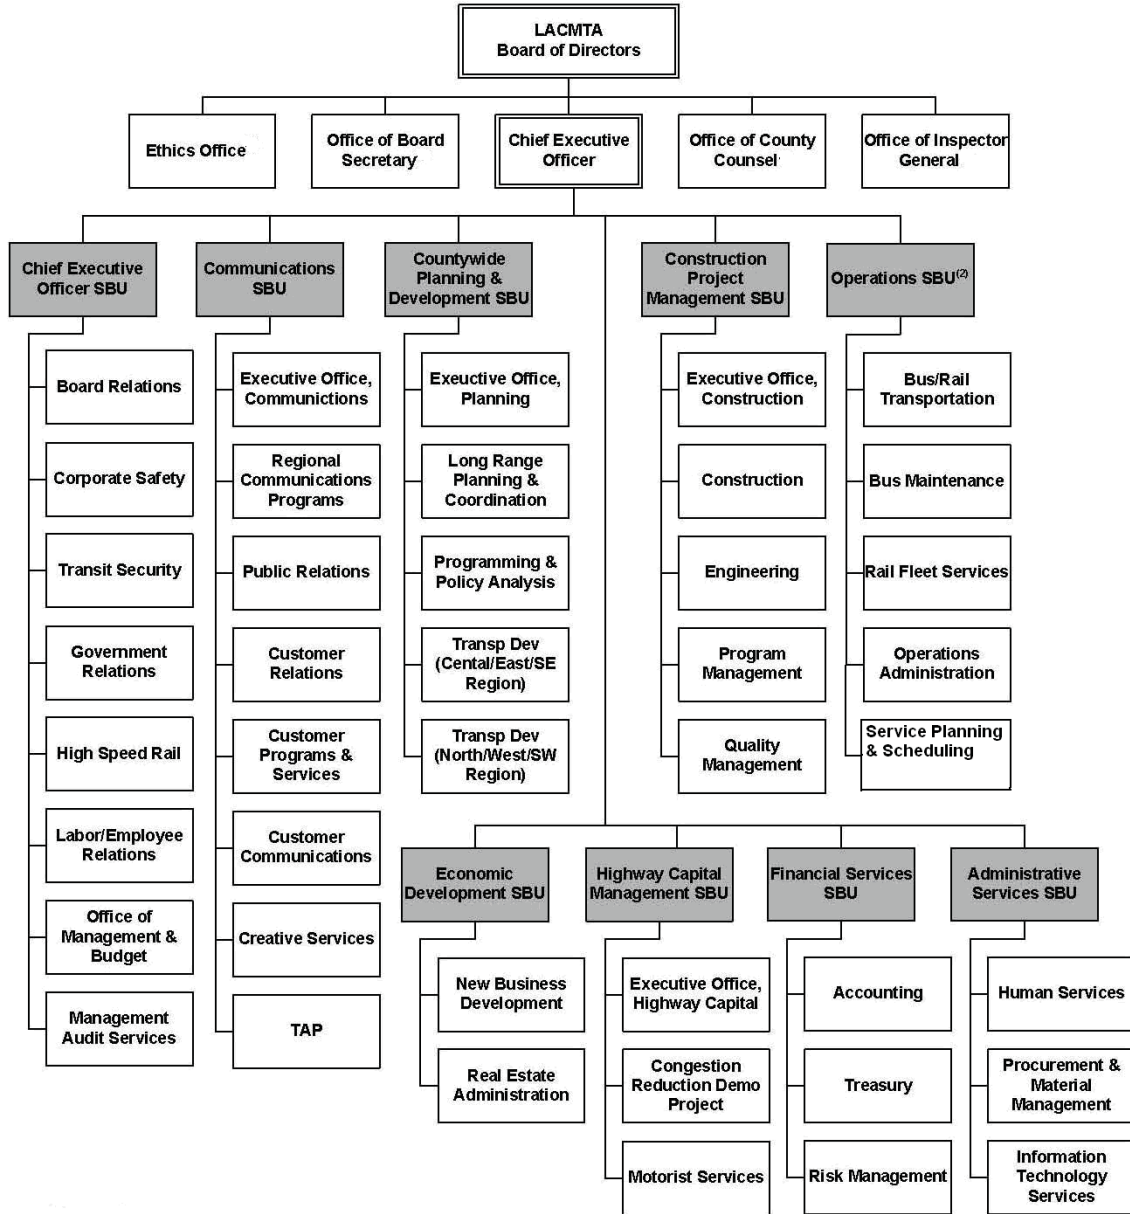 LACMTA
Board of Directors
Ethics Office
Office of Board
Secretary
Chief Executive
Officer
Office of County
Counsel
Office of Inspector
General
Chief Executive
Officer SBU
Communications
SBU
Countywide
Planning &
Development SBU
Construction
Project
Management SBU
Operations SBU(2)
Board Relations
Corporate Safety
Transit Security
Government
Relations
High Speed Rail
Labor/Employee
Relations
Office of
Management &
Budget
Management
Audit Services
Executive Office,
Communictions
Regional
Communications
Programs
Public Relations
Customer
Relations
Customer
Programs &
Services
Customer
Communications
Creative Services
TAP
Exeuctive Office,
Planning
Long Range
Planning &
Coordination
Programming &
Policy Analysis
Transp Dev
(Cental/East/SE
Region)
Transp Dev
(North/West/SW
Region)
Executive Office,
Construction
Construction
Engineering
Program
Management
Quality
Management
Bus/Rail
Transportation
Bus Maintenance
Rail Fleet Services
Operations
Administration
Service Planning
& Scheduling
Economic
Development SBU
Highway Capital
Management SBU
Financial Services
SBU
Administrative
Services SBU
New Business
Development
Real Estate
Administration
Executive Office,
Highway Capital
Congestion
Reduction Demo
Project
Motorist Services
Accounting
Treasury
Risk Management
Human Services
Procurement &
Material
Management
Information
Technology
Services